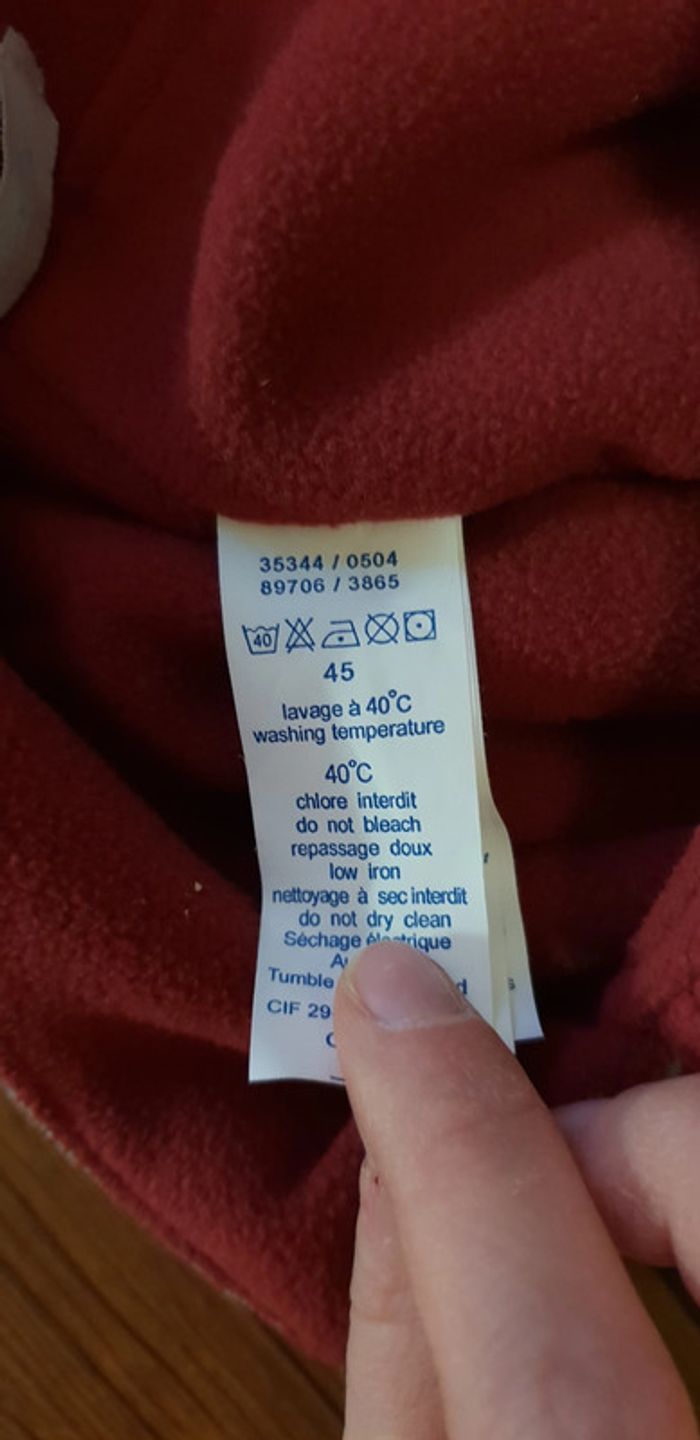 35344 / 0504
89706 / 3865
40
45
lavage à 40°C
washing temperature
40°C
chlore interdit
do not bleach
repassage doux
low iron
nettoyage à sec interdit
do not dry clean
Séchage électrique
Tumble
CIF 29